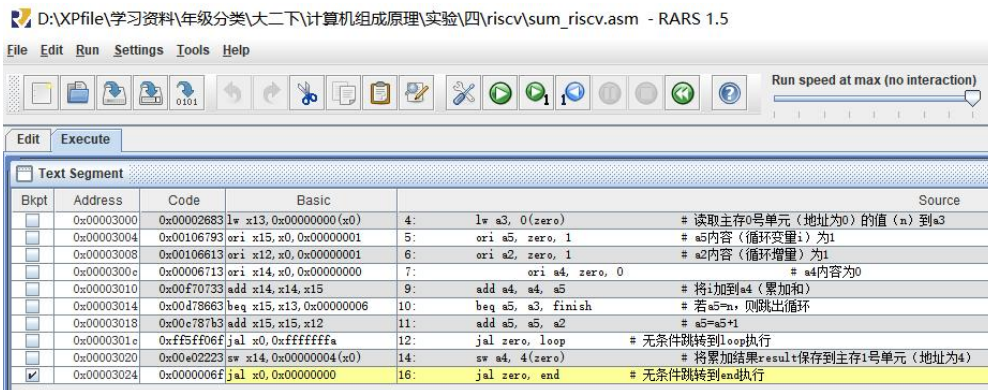 D:\XPfile\学习资料\年级分类\大二下\计算机组成原理\实验\四\riscv\sum_riscv.asm - RARS 1.5
File Edit Run Settings Tools Help
Run speed at max (no interaction)
Edit Execute
Text Segment
Bkpt Address Code Basic Source
0x00003000 0x00002683 lw x13,0x00000000(x0) 4: lw a3, 0(zero) # 读取主存0号单元（地址为0）的值（n）到a3
0x00003004 0x00106793 ori x15,x0,0x00000001 5: ori a5, zero, 1 # a5内容（循环变量i）为1
0x00003008 0x00106613 ori x12,x0,0x00000001 6: ori a2, zero, 1 # a2内容（循环增量）为1
0x0000300c 0x00006713 ori x14,x0,0x00000000 7: ori a4, zero, 0 # a4内容为0
0x00003010 0x00f70733 add x14,x14,x15 9: add a4, a4, a5 # 将i加到a4（累加和）
0x00003014 0x00d78663 beq x15,x13,0x00000006 10: beq a5, a3, finish # 若a5=n，则跳出循环
0x00003018 0x00c787b3 add x15,x15,x12 11: add a5, a5, a2 # a5=a5+1
0x0000301c 0xff5ff06f jal x0,0xfffffffa 12: jal zero, loop # 无条件跳转到loop执行
0x00003020 0x00e02223 sw x14,0x00000004(x0) 14: sw a4, 4(zero) # 将累加结果result保存到主存1号单元（地址为4）
0x00003024 0x0000006f jal x0,0x00000000 16: jal zero, end # 无条件跳转到end执行